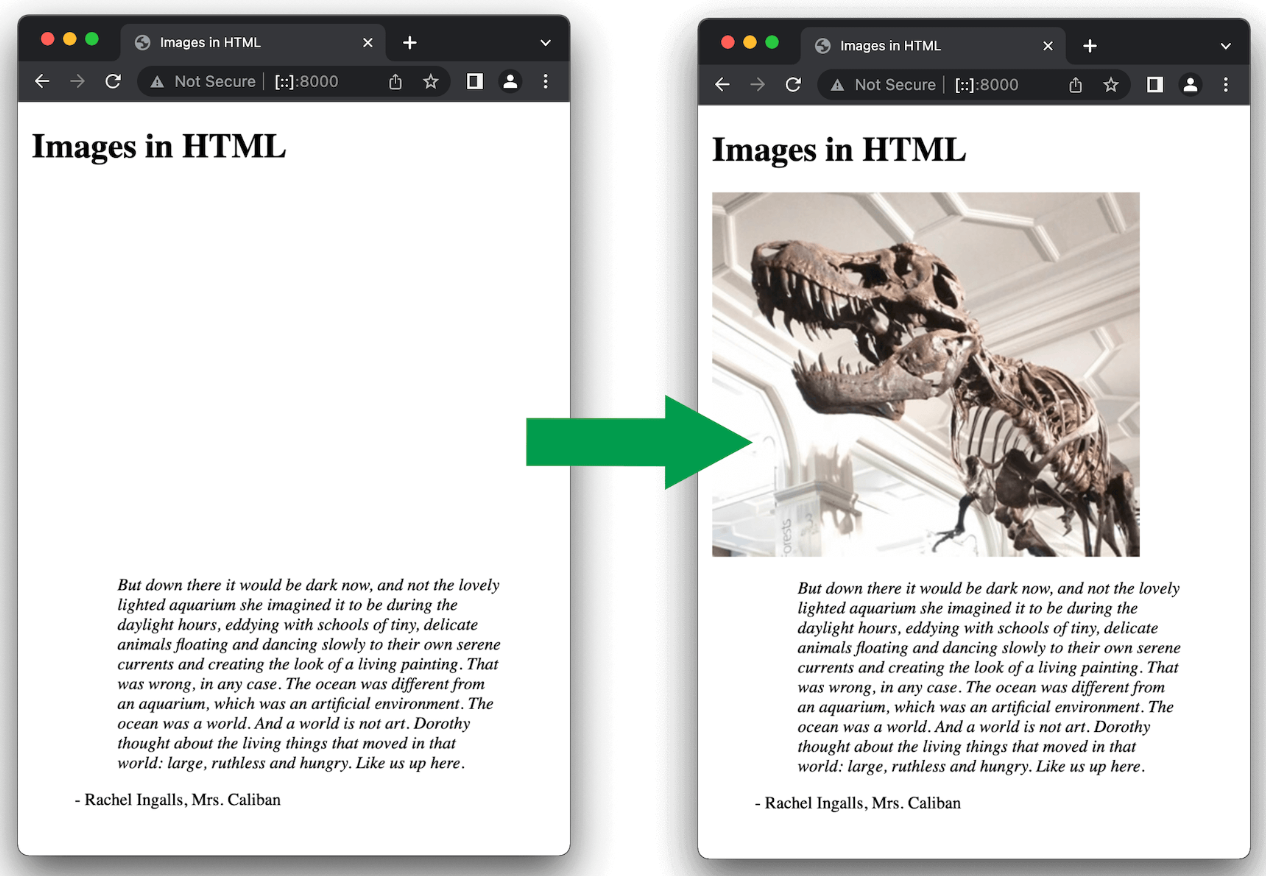 Images in HTML
Not Secure [::]:8000
Images in HTML
But down there it would be dark now, and not the lovely
lighted aquarium she imagined it to be during the
daylight hours, eddying with schools of tiny, delicate
animals floating and dancing slowly to their own serene
currents and creating the look of a living painting. That
was wrong, in any case. The ocean was different from
an aquarium, which was an artificial environment. The
ocean was a world. And a world is not art. Dorothy
thought about the living things that moved in that
world: large, ruthless and hungry. Like us up here.
- Rachel Ingalls, Mrs. Caliban
Images in HTML
Not Secure [::]:8000
Images in HTML
orests
But down there it would be dark now, and not the lovely
lighted aquarium she imagined it to be during the
daylight hours, eddying with schools of tiny, delicate
animals floating and dancing slowly to their own serene
currents and creating the look of a living painting. That
was wrong, in any case. The ocean was different from
an aquarium, which was an artificial environment. The
ocean was a world. And a world is not art. Dorothy
thought about the living things that moved in that
world: large, ruthless and hungry. Like us up here.
- Rachel Ingalls, Mrs. Caliban